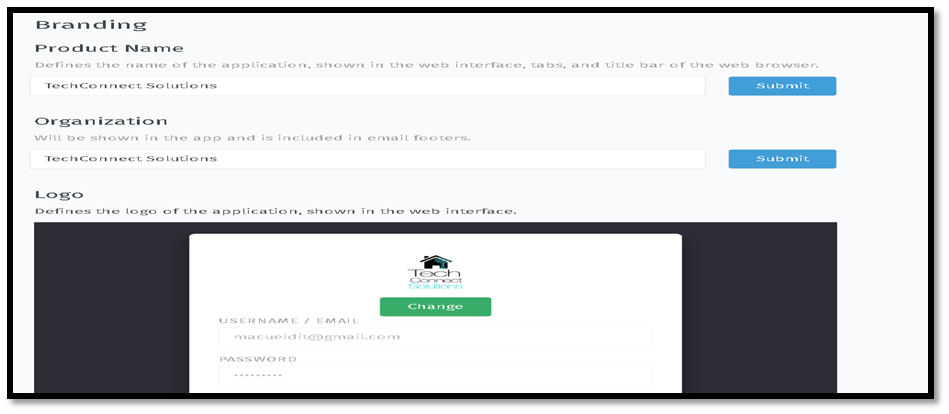 Branding
Product Name
Defines the name of the application, shown in the web interface, tabs, and title bar of the web browser.
TechConnect Solutions
Submit
Organization
Will be shown in the app and is included in email footers.
TechConnect Solutions
Submit
Logo
Defines the logo of the application, shown in the web interface.
Tech
Connect
Solutions
Change
USERNAME / EMAIL
macueidit@gmail.com
PASSWORD